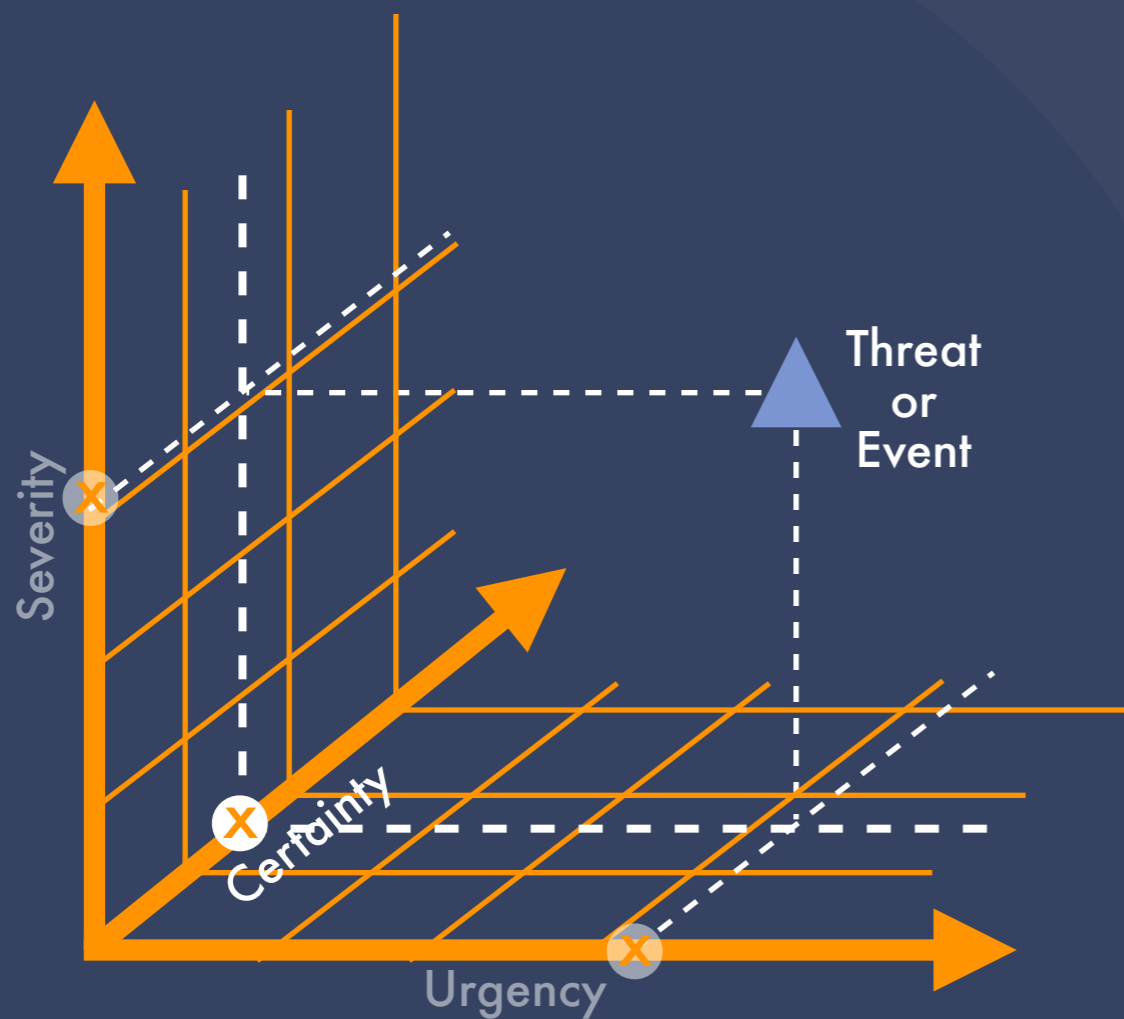 Threat
or
Event
Severity
X
X
Certainty
X
Urgency